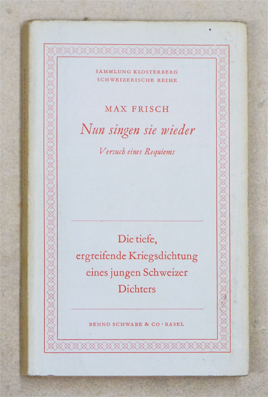 SAMMLUNG KLOSTERBERG
SCHWEIZERISCHE REIHE
MAX FRISCH
Nun singen sie wieder
Versuch eines Requiems
Die tiefe,
ergreifende Kriegsdichtung
eines jungen Schweizer
Dichters
BENNO SCHWABE & CO · BASEL